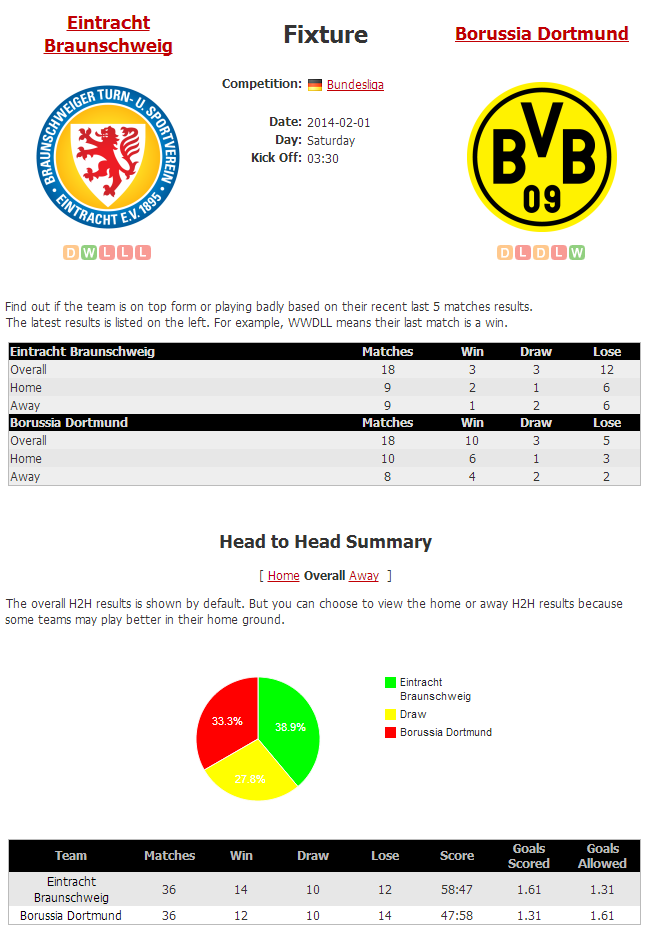 Eintracht
Braunschweig
Fixture
Borussia Dortmund
Competition: Bundesliga
Date: 2014-02-01
Day: Saturday
Kick Off: 03:30
BRAUNSCHWEIGER TURN- U. SPORTVEREIN
· EINTRACHT E.V. 1895 ·
BVB
09
D W L L L
D L D L W
Find out if the team is on top form or playing badly based on their recent last 5 matches results.
The latest results is listed on the left. For example, WWDLL means their last match is a win.
Eintracht Braunschweig Matches Win Draw Lose
Overall 18 3 3 12
Home 9 2 1 6
Away 9 1 2 6
Borussia Dortmund Matches Win Draw Lose
Overall 18 10 3 5
Home 10 6 1 3
Away 8 4 2 2
Head to Head Summary
[ Home Overall Away ]
The overall H2H results is shown by default. But you can choose to view the home or away H2H results because
some teams may play better in their home ground.
33.3%
38.9%
27.8%
Eintracht
Braunschweig
Draw
Borussia Dortmund
Team Matches Win Draw Lose Score Goals Scored Goals Allowed
Eintracht Braunschweig 36 14 10 12 58:47 1.61 1.31
Borussia Dortmund 36 12 10 14 47:58 1.31 1.61